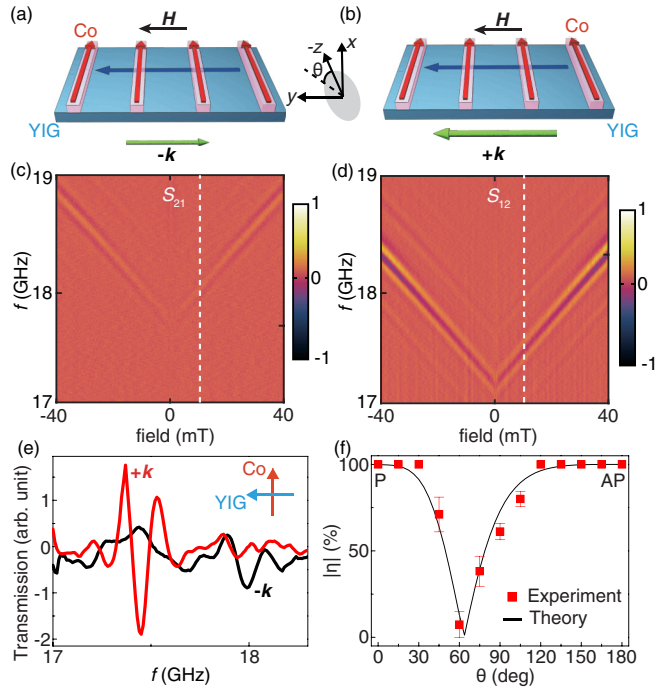 (a)
H
Co
YIG
-k
-z
θ
x
y
(b)
H
Co
YIG
+k
(c)
19
18
17
f (GHz)
S21
-40
0
40
field (mT)
1
0
-1
(d)
19
18
17
f (GHz)
S12
-40
0
40
field (mT)
1
0
-1
(e)
Transmission (arb. unit)
1
0
-1
-2
+k
Co
YIG
-k
17
18
f (GHz)
(f)
|η| (%)
100
50
0
P
AP
Experiment
Theory
0 30 60 90 120 150 180
θ (deg)